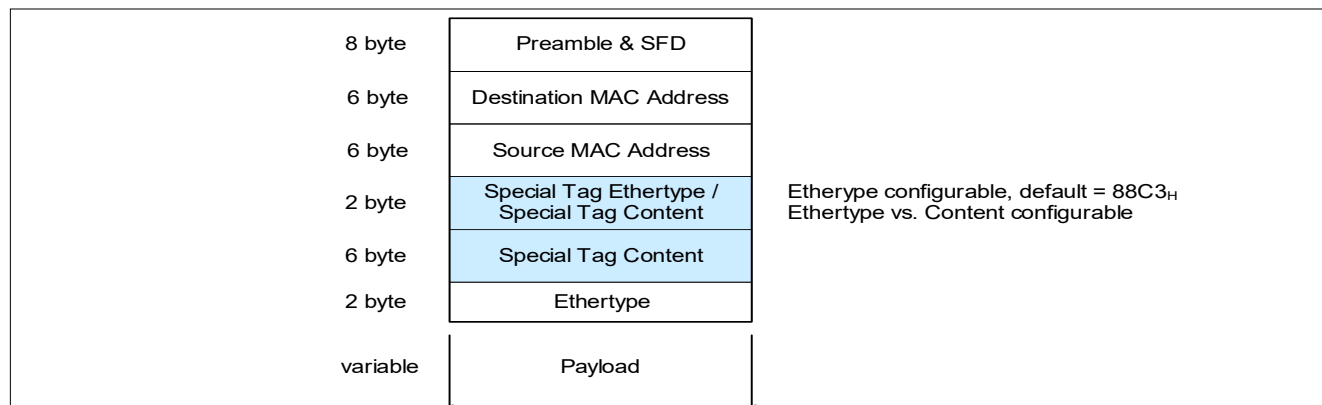 8 byte Preamble & SFD
6 byte Destination MAC Address
6 byte Source MAC Address
2 byte Special Tag Ethertype / Etherype configurable, default = 88C3H
Special Tag Content Ethertype vs. Content configurable
6 byte Special Tag Content
2 byte Ethertype
variable Payload